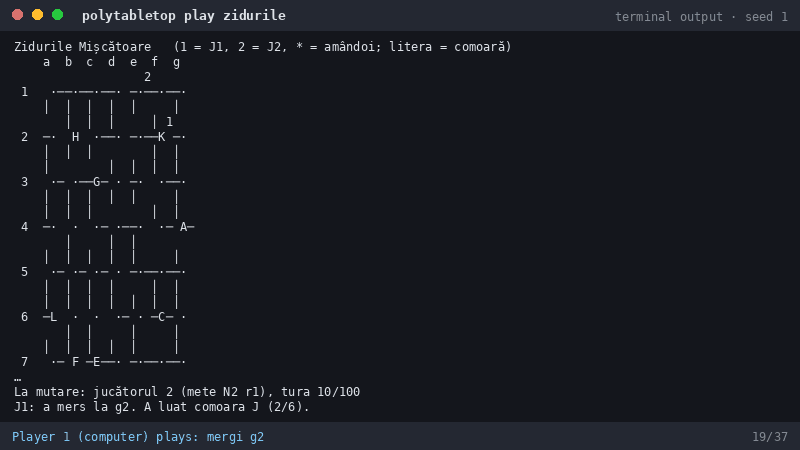 polytabletop play zidurile
terminal output · seed 1
Zidurile Mișcătoare   (1 = J1, 2 = J2, * = amândoi; litera = comoară)
    a  b  c  d  e  f  g
                  2
 1   ·──·──·──· ─·──·──·
    │  │  │  │  │     │
       │  │  │     │ 1
 2  ─·  H  ·──· ─·──K ─·
    │  │  │        │  │
    │        │  │  │  │
 3   ·─ ·──G─ · ─·  ·──·
    │  │  │  │  │     │
    │  │  │        │  │
 4  ─·  ·  ·─ ·──·  ·─ A─
       │     │  │
    │  │  │  │  │     │
 5   ·─ ·─ ·─ · ─·──·──·
    │  │  │  │     │  │
    │  │  │  │  │  │  │
 6  ─L  ·  ·  ·─ · ─C─ ·
       │  │     │     │
    │  │  │  │  │     │
 7   ·─ F ─E──· ─·──·──·
…
La mutare: jucătorul 2 (mete N2 r1), tura 10/100
J1: a mers la g2. A luat comoara J (2/6).
Player 1 (computer) plays: mergi g2
19/37